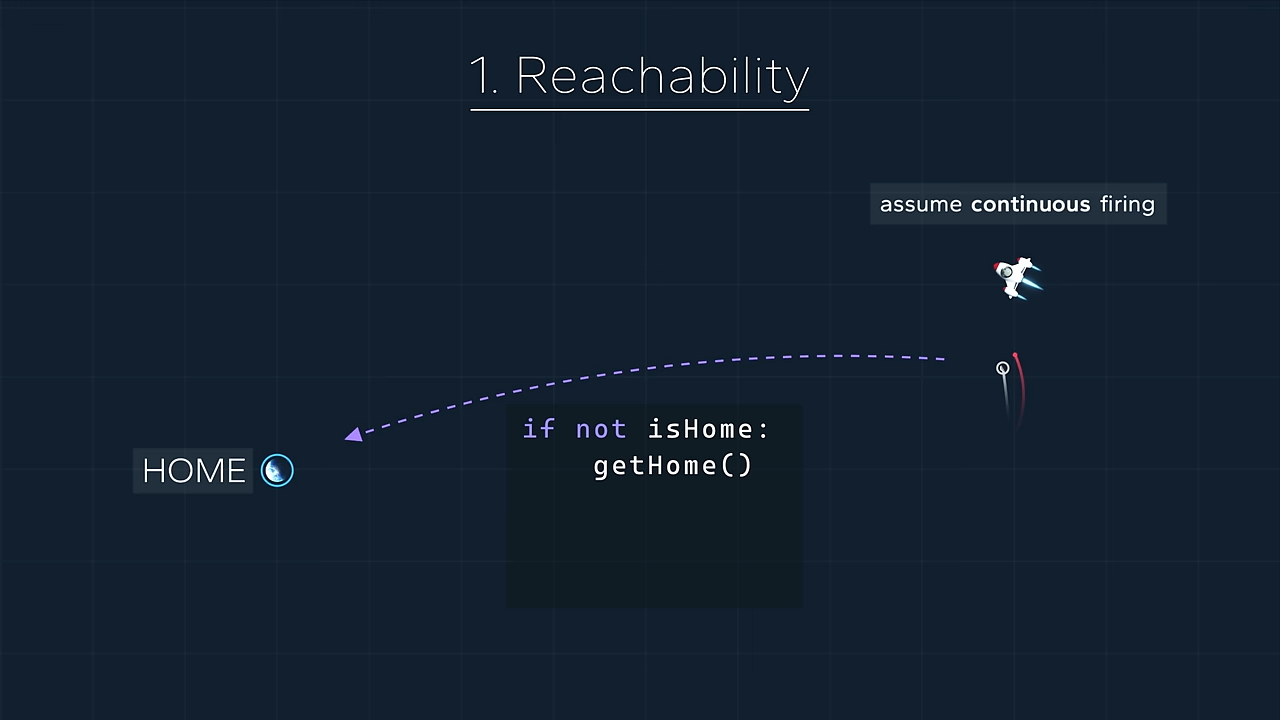 1. Reachability
assume continuous firing
if not isHome:
getHome()
HOME